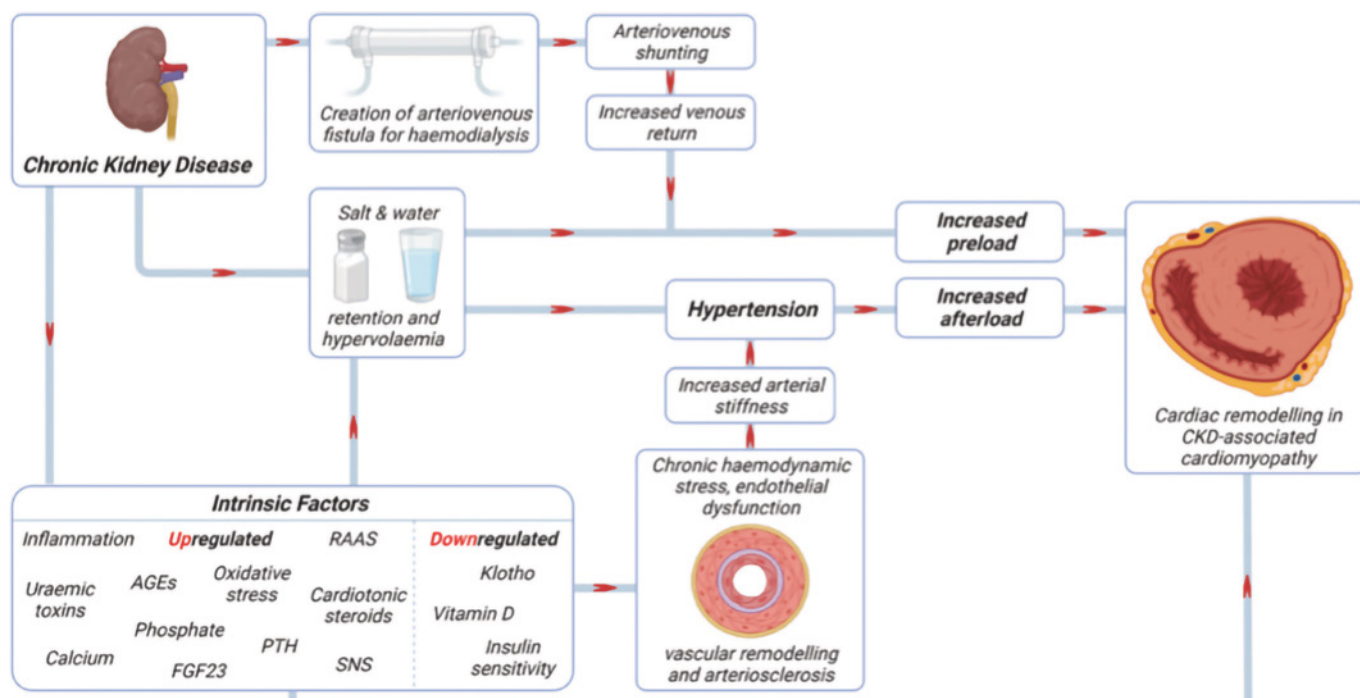 Chronic Kidney Disease
Creation of arteriovenous
fistula for haemodialysis
Arteriovenous
shunting
Increased venous
return
Salt & water
retention and
hypervolaemia
Increased
preload
Hypertension
Increased
afterload
Increased arterial
stiffness
Cardiac remodelling in
CKD-associated
cardiomyopathy
Chronic haemodynamic
stress, endothelial
dysfunction
vascular remodelling
and arteriosclerosis
Intrinsic Factors
Upregulated
Inflammation
RAAS
Uraemic
toxins
AGEs
Oxidative
stress
Cardiotonic
steroids
Phosphate
Calcium
FGF23
PTH
SNS
Downregulated
Klotho
Vitamin D
Insulin
sensitivity